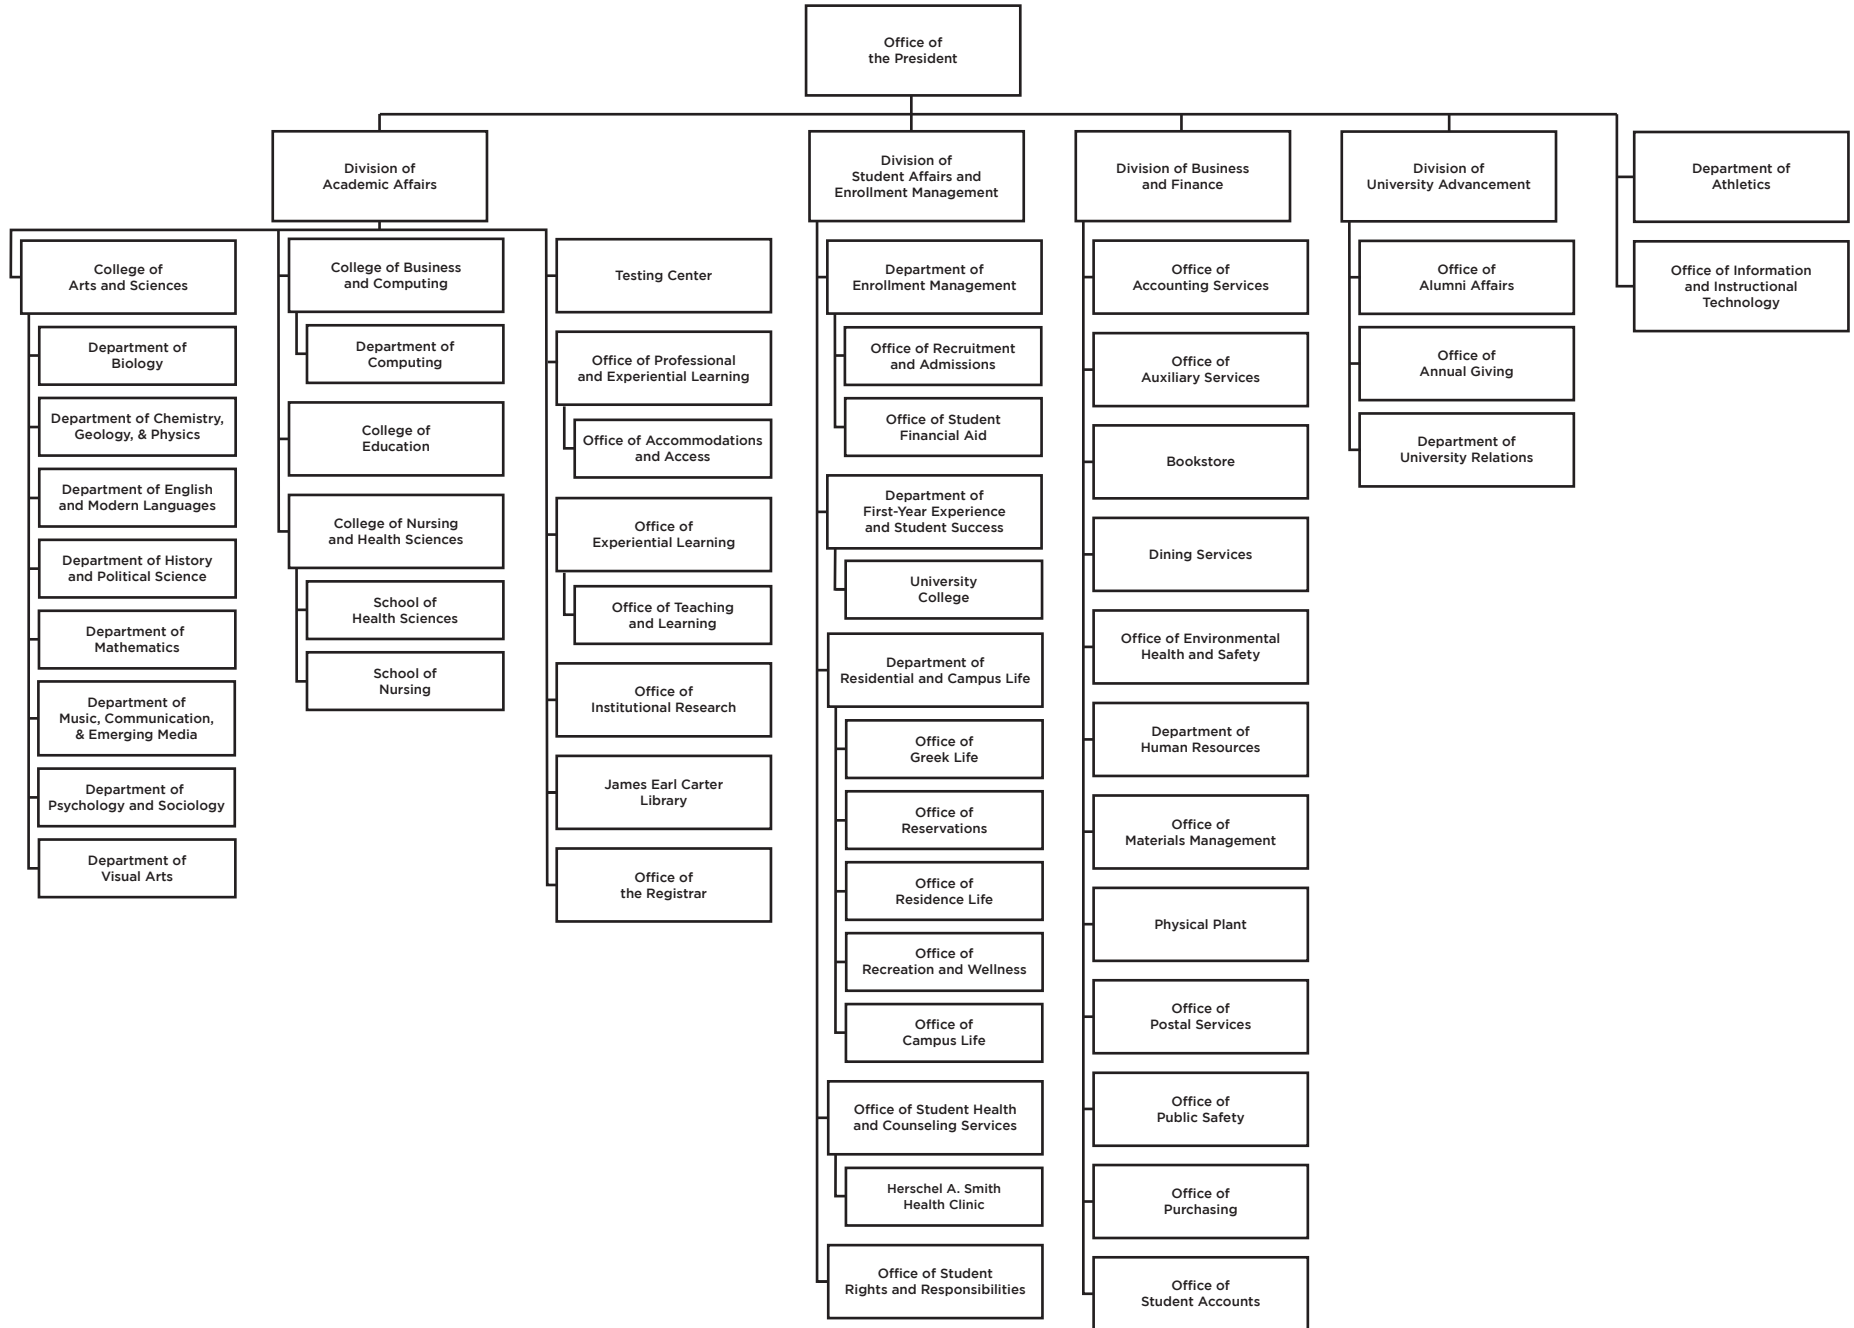 Office of
the President
Division of
Academic Affairs
College of
Arts and Sciences
Department of
Biology
Department of Chemistry,
Geology, & Physics
Department of English
and Modern Languages
Department of History
and Political Science
Department of
Mathematics
Department of
Music, Communication,
& Emerging Media
Department of
Psychology and Sociology
Department of
Visual Arts
College of Business
and Computing
Department of
Computing
College of
Education
College of Nursing
and Health Sciences
School of
Health Sciences
School of
Nursing
Testing Center
Office of Professional
and Experiential Learning
Office of Accommodations
and Access
Office of
Experiential Learning
Office of Teaching
and Learning
Office of
Institutional Research
James Earl Carter
Library
Office of
the Registrar
Division of
Student Affairs and
Enrollment Management
Department of
Enrollment Management
Office of Recruitment
and Admissions
Office of Student
Financial Aid
Department of
First-Year Experience
and Student Success
University
College
Department of
Residential and Campus Life
Office of
Greek Life
Office of
Reservations
Office of
Residence Life
Office of
Recreation and Wellness
Office of
Campus Life
Office of Student Health
and Counseling Services
Herschel A. Smith
Health Clinic
Office of Student
Rights and Responsibilities
Division of Business
and Finance
Office of
Accounting Services
Office of
Auxiliary Services
Bookstore
Dining Services
Office of Environmental
Health and Safety
Department of
Human Resources
Office of
Materials Management
Physical Plant
Office of
Postal Services
Office of
Public Safety
Office of
Purchasing
Office of
Student Accounts
Division of
University Advancement
Office of
Alumni Affairs
Office of
Annual Giving
Department of
University Relations
Department of
Athletics
Office of Information
and Instructional
Technology